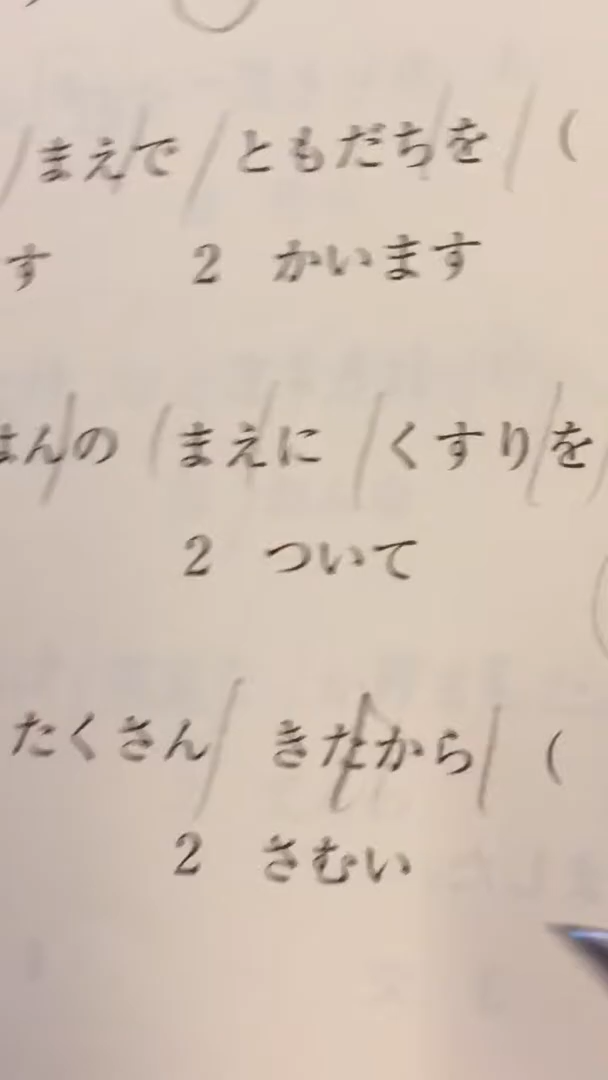 まえで ともだちを (
す 2 かいます
はんの まえに くすりを
2 ついて
たくさん きたから (
2 さむい